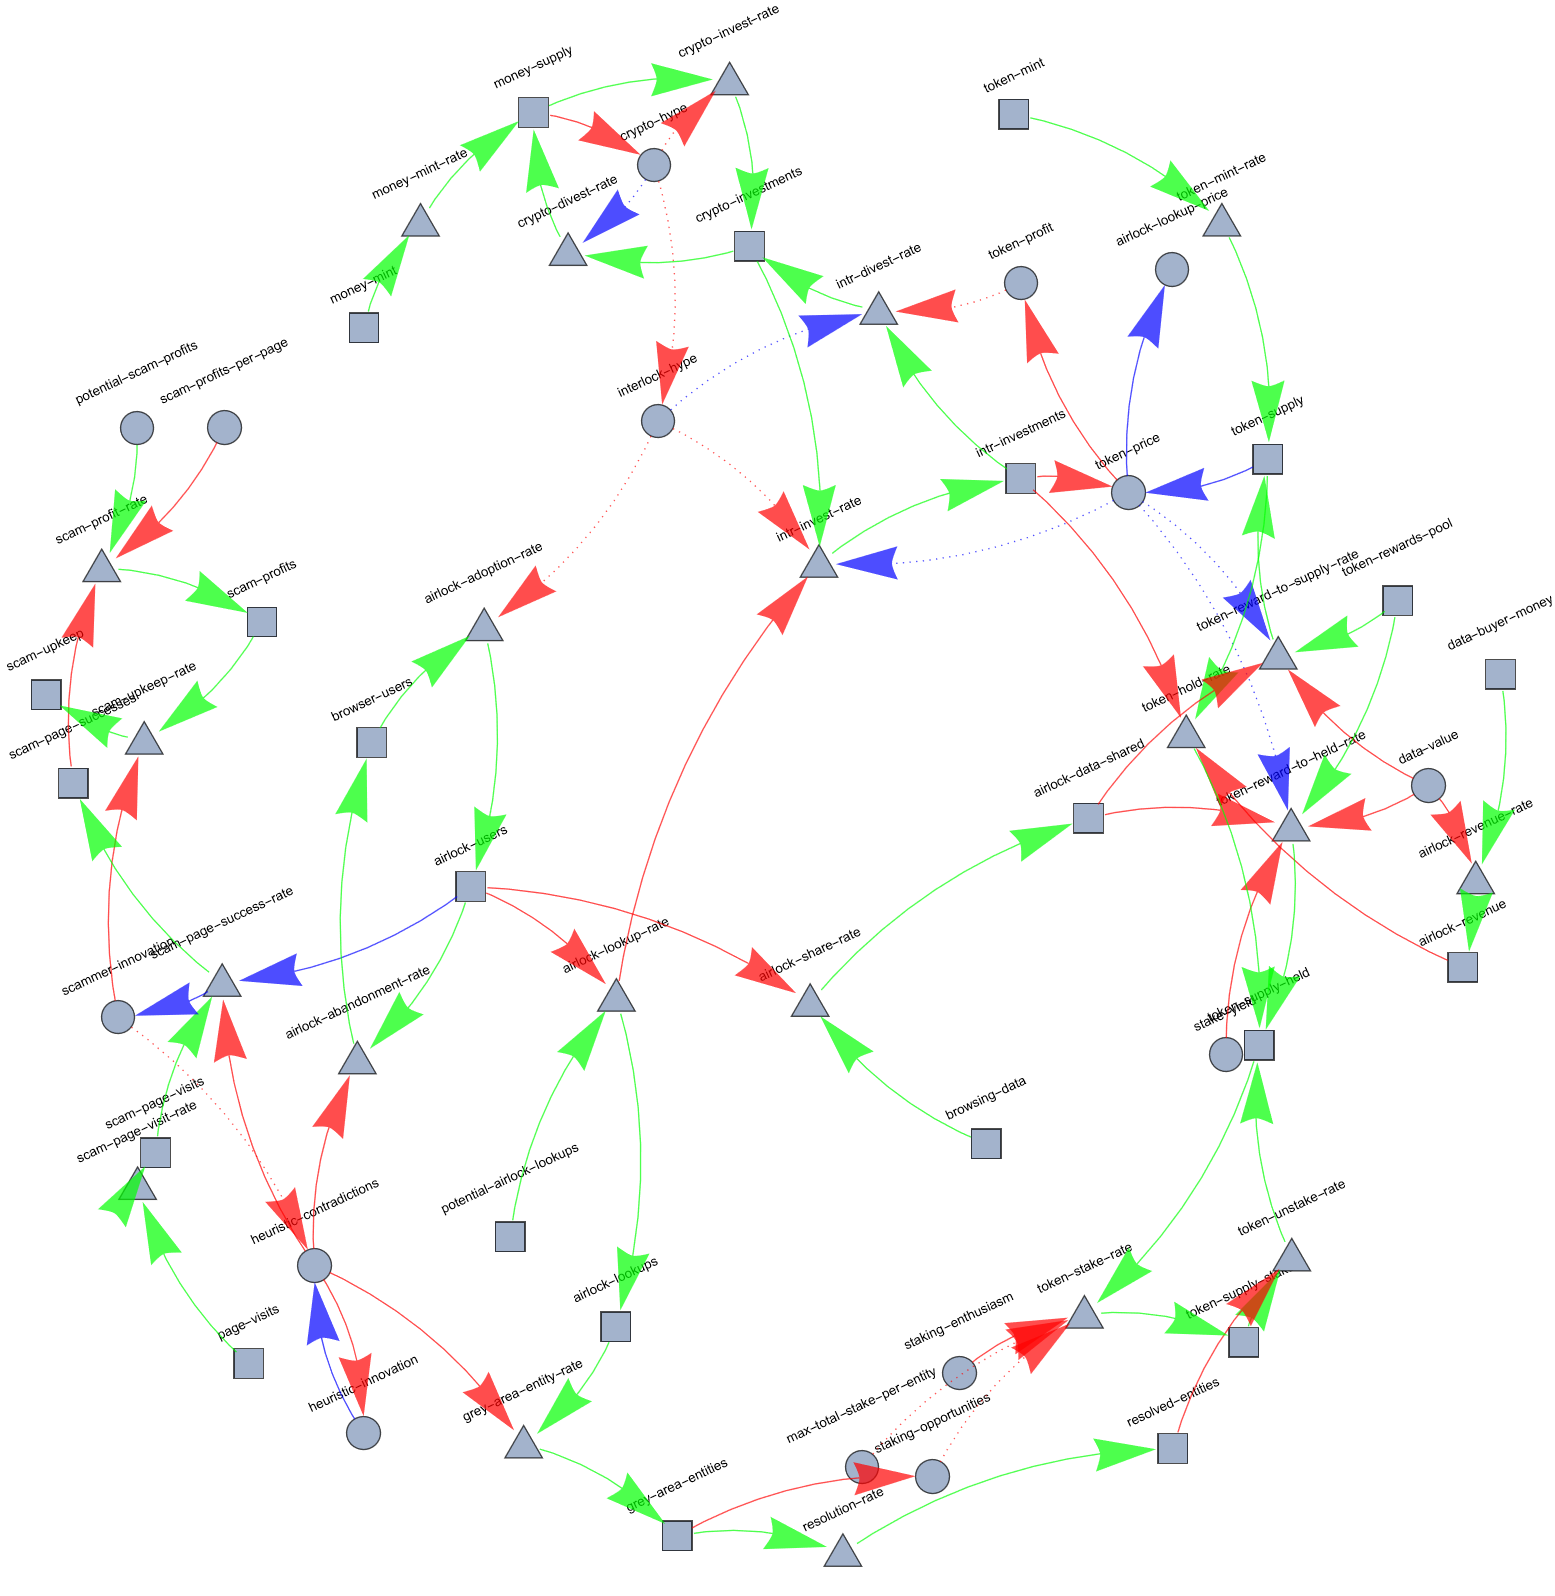 crypto-invest-rate
money-supply
token-mint
crypto-hype
money-mint-rate
token-mint-rate
crypto-divest-rate
crypto-investments
airlock-lookup-price
money-mint
intr-divest-rate
token-profit
potential-scam-profits
scam-profits-per-page
interlock-hype
intr-investments
token-price
token-supply
scam-profit-rate
intr-invest-rate
token-rewards-pool
scam-profits
airlock-adoption-rate
token-reward-to-supply-rate
scam-upkeep
scam-upkeep-rate
data-buyer-money
browser-users
token-hold-rate
scam-page-successes
airlock-data-shared
token-reward-to-held-rate
data-value
airlock-users
airlock-revenue-rate
scam-page-success-rate
airlock-lookup-rate
airlock-share-rate
airlock-revenue
scammer-innovation
airlock-abandonment-rate
stake-yield
token-supply-held
scam-page-visits
browsing-data
scam-page-visit-rate
potential-airlock-lookups
heuristic-contradictions
token-unstake-rate
airlock-lookups
token-stake-rate
token-supply-staked
page-visits
staking-enthusiasm
heuristic-innovation
grey-area-entity-rate
max-total-stake-per-entity
resolved-entities
staking-opportunities
grey-area-entities
resolution-rate